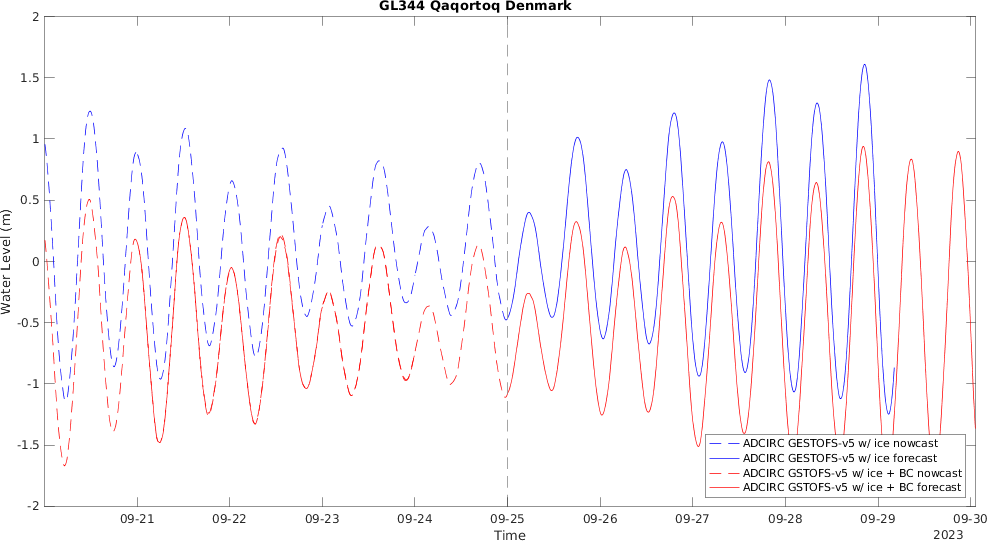 GL344 Qaqortoq Denmark
2
1.5
1
0.5
0
-0.5
-1
-1.5
-2
Water Level (m)
09-21
09-22
09-23
09-24
09-25
09-26
09-27
09-28
09-29
09-30
Time
2023
ADCIRC GESTOFS-v5 w/ ice nowcast
ADCIRC GESTOFS-v5 w/ ice forecast
ADCIRC GSTOFS-v5 w/ ice + BC nowcast
ADCIRC GSTOFS-v5 w/ ice + BC forecast